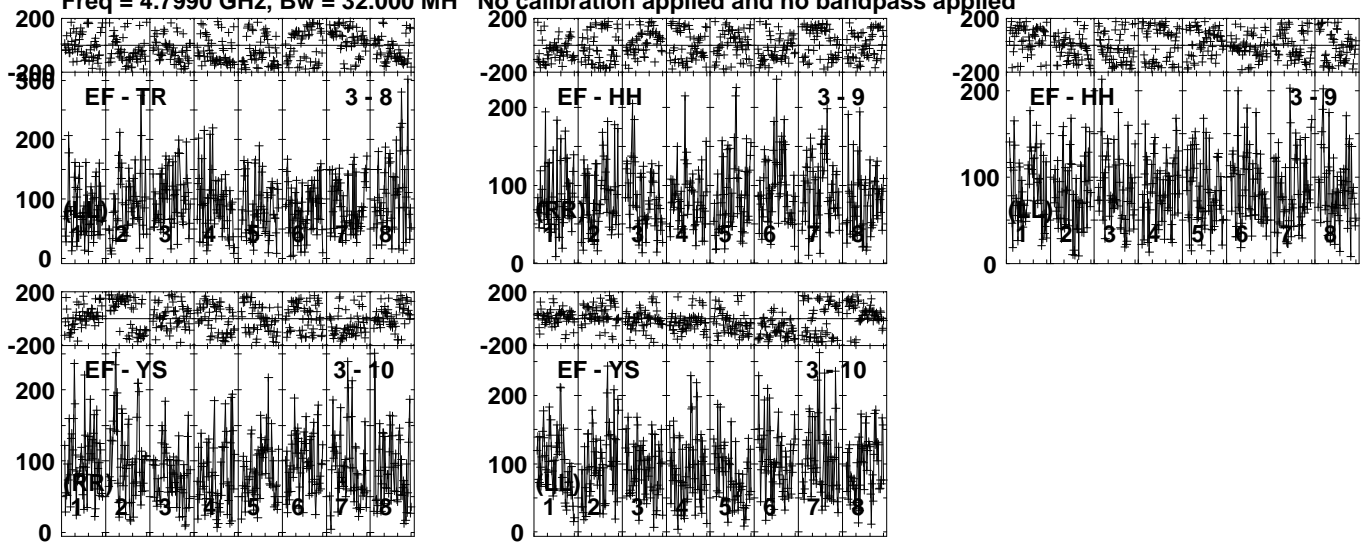 Freq = 4.7990 GHz, Bw = 32.000 MH No calibration applied and no bandpass applied
200
-200
300
200
100
0
EF - TR 3 - 8
(LL)
1 2 3 4 5 6 7 8
200
-200
200
100
0
EF - HH 3 - 9
(RR)
1 2 3 4 5 6 7 8
200
-200
200
100
0
EF - HH 3 - 9
(LL)
1 2 3 4 5 6 7 8
200
-200
200
100
0
EF - YS 3 - 10
(RR)
1 2 3 4 5 6 7 8
200
-200
200
100
0
EF - YS 3 - 10
(LL)
1 2 3 4 5 6 7 8